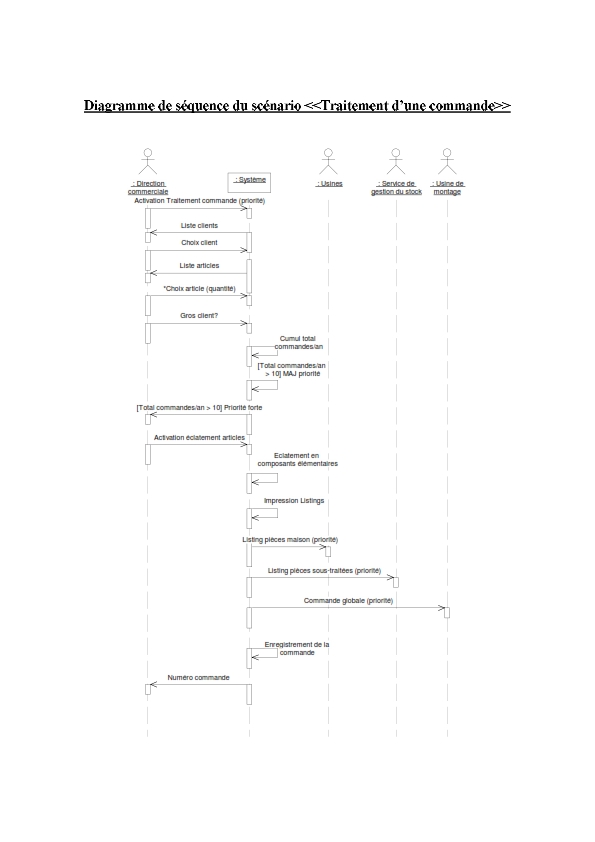 Diagramme de séquence du scénario <<Traitement d'une commande>>
: Direction
commerciale
: Système
: Usines
: Service de
gestion du stock
: Usine de
montage
Activation Traitement commande (priorité)
Liste clients
Choix client
Liste articles
*Choix article (quantité)
Gros client?
Cumul total
commandes/an
[Total commandes/an
> 10] MAJ priorité
[Total commandes/an > 10] Priorité forte
Activation éclatement articles
Eclatement en
composants élémentaires
Impression Listings
Listing pièces maison (priorité)
Listing pièces sous-traitées (priorité)
Commande globale (priorité)
Enregistrement de la
commande
Numéro commande